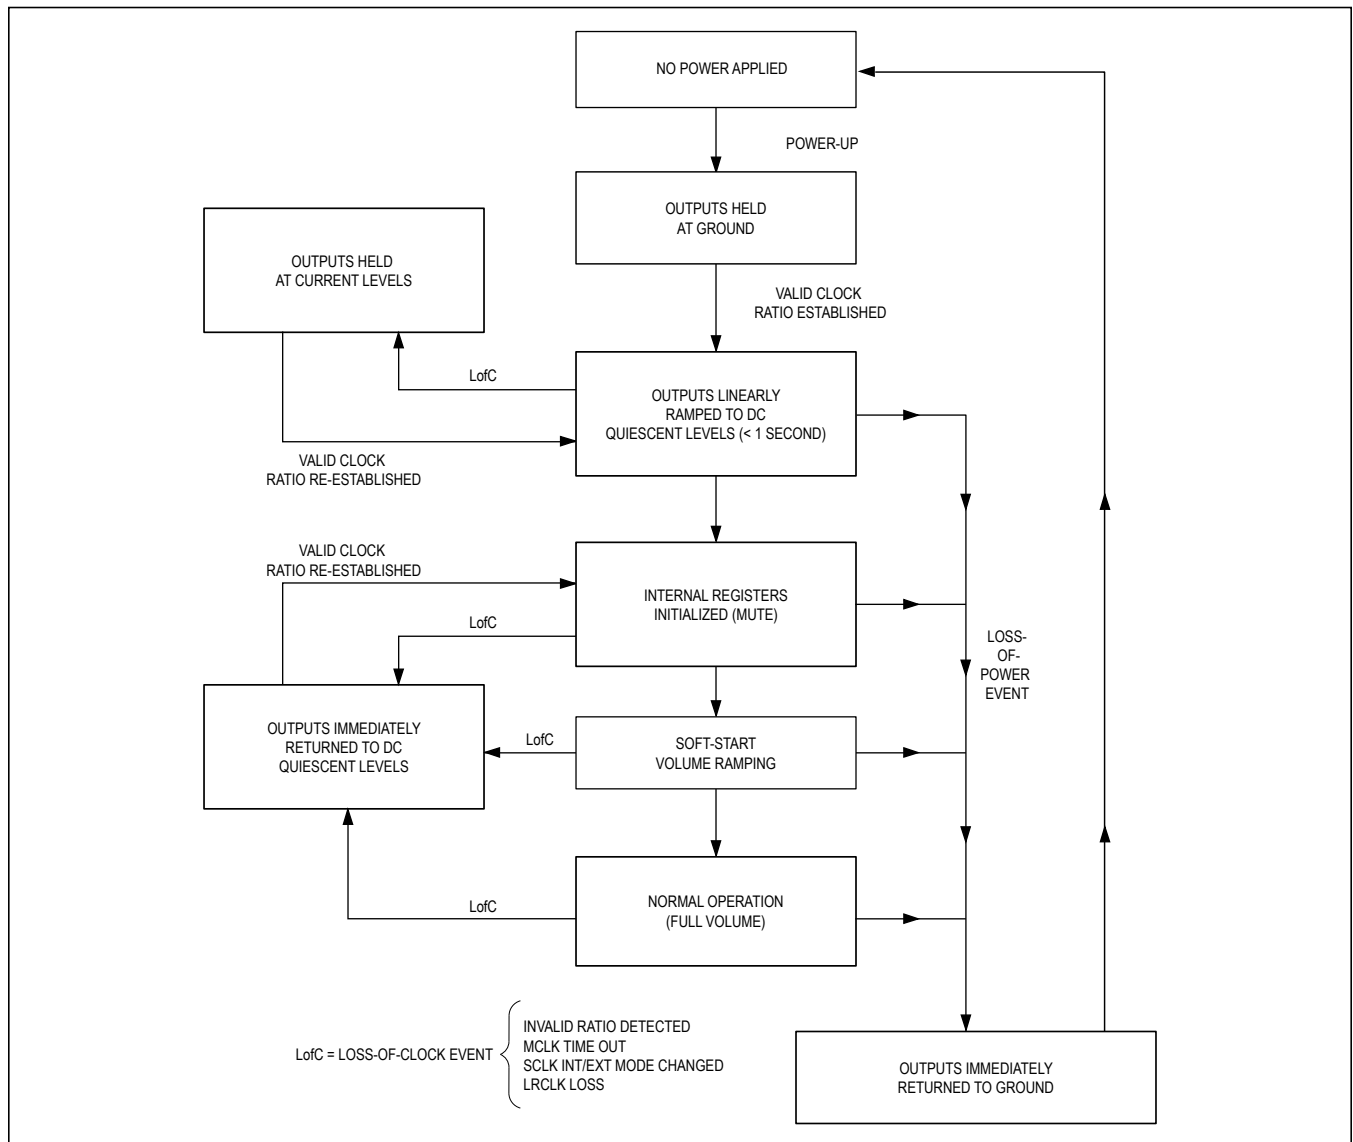 NO POWER APPLIED
POWER-UP
OUTPUTS HELD
AT GROUND
OUTPUTS HELD
AT CURRENT LEVELS
VALID CLOCK
RATIO ESTABLISHED
LofC
OUTPUTS LINEARLY
RAMPED TO DC
QUIESCENT LEVELS (< 1 SECOND)
VALID CLOCK
RATIO RE-ESTABLISHED
VALID CLOCK
RATIO RE-ESTABLISHED
INTERNAL REGISTERS
INITIALIZED (MUTE)
LofC
LOSS-
OF-
POWER
EVENT
OUTPUTS IMMEDIATELY
RETURNED TO DC
QUIESCENT LEVELS
LofC
SOFT-START
VOLUME RAMPING
LofC
NORMAL OPERATION
(FULL VOLUME)
LofC = LOSS-OF-CLOCK EVENT
INVALID RATIO DETECTED
MCLK TIME OUT
SCLK INT/EXT MODE CHANGED
LRCLK LOSS
OUTPUTS IMMEDIATELY
RETURNED TO GROUND